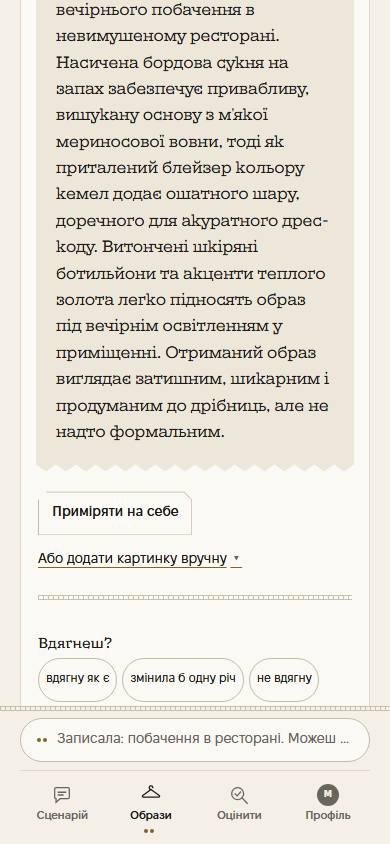 вечірнього побачення в
невимушеному ресторані.
Насичена бордова сукня на
запах забезпечує привабливу,
вишукану основу з м'якої
мериносової вовни, тоді як
приталений блейзер кольору
кемел додає ошатного шару,
доречного для акуратного дрес-
коду. Витончені шкіряні
ботильйони та акценти теплого
золота легко підносять образ
під вечірнім освітленням у
приміщенні. Отриманий образ
виглядає затишним, шикарним і
продуманим до дрібниць, але не
надто формальним.
Приміряти на себе
Або додати картинку вручну
Вдягнеш?
вдягну як є
змінила б одну річ
не вдягну
Записала: побачення в ресторані. Можеш ...
Сценарій
Образи
Оцінити
М
Профіль